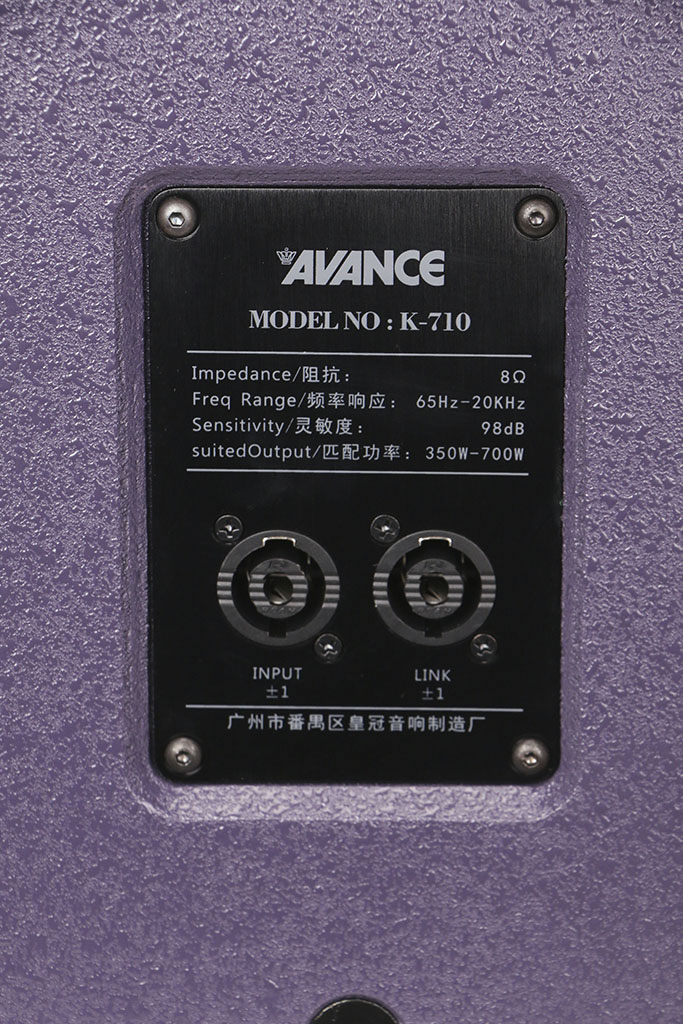 AVANCE
MODEL NO : K-710
Impedance/阻抗： 8Ω
Freq Range/频率响应： 65Hz-20KHz
Sensitivity/灵敏度： 98dB
suitedOutput/匹配功率： 350W-700W
INPUT LINK
±1 ±1
广州市番禺区皇冠音响制造厂